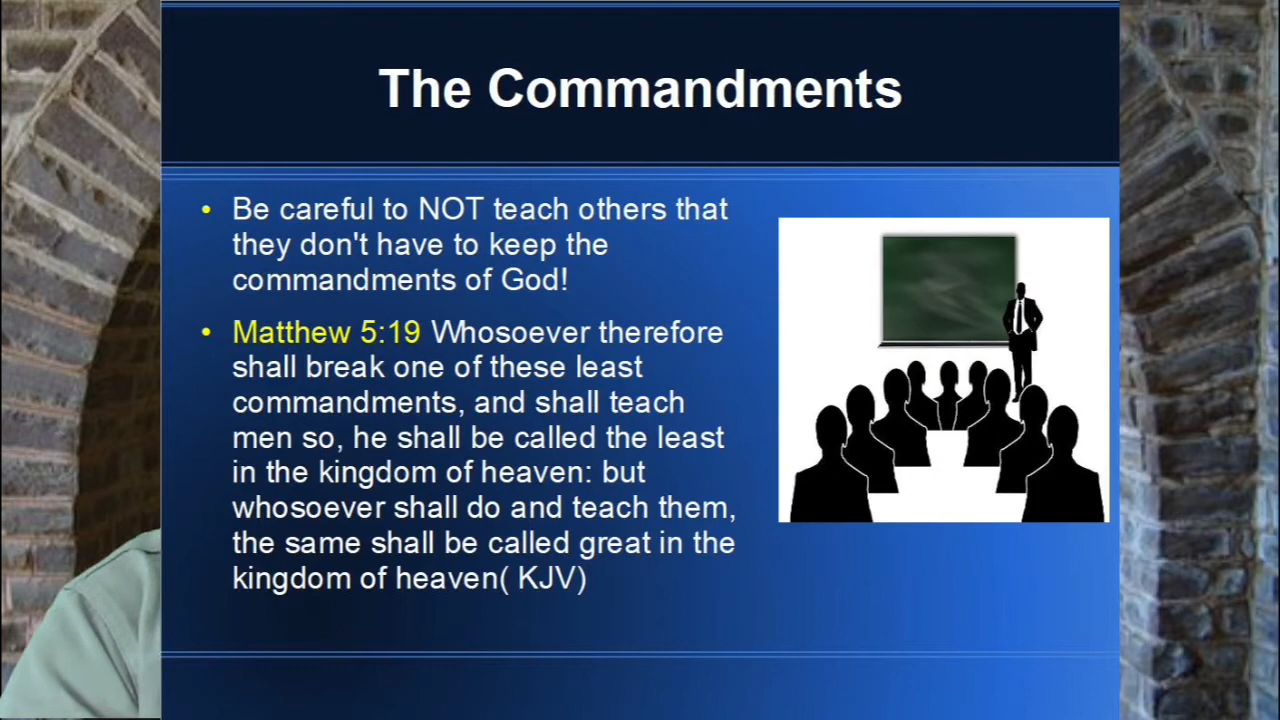 The Commandments
• Be careful to NOT teach others that
they don't have to keep the
commandments of God!
• Matthew 5:19 Whosoever therefore
shall break one of these least
commandments, and shall teach
men so, he shall be called the least
in the kingdom of heaven: but
whosoever shall do and teach them,
the same shall be called great in the
kingdom of heaven( KJV)